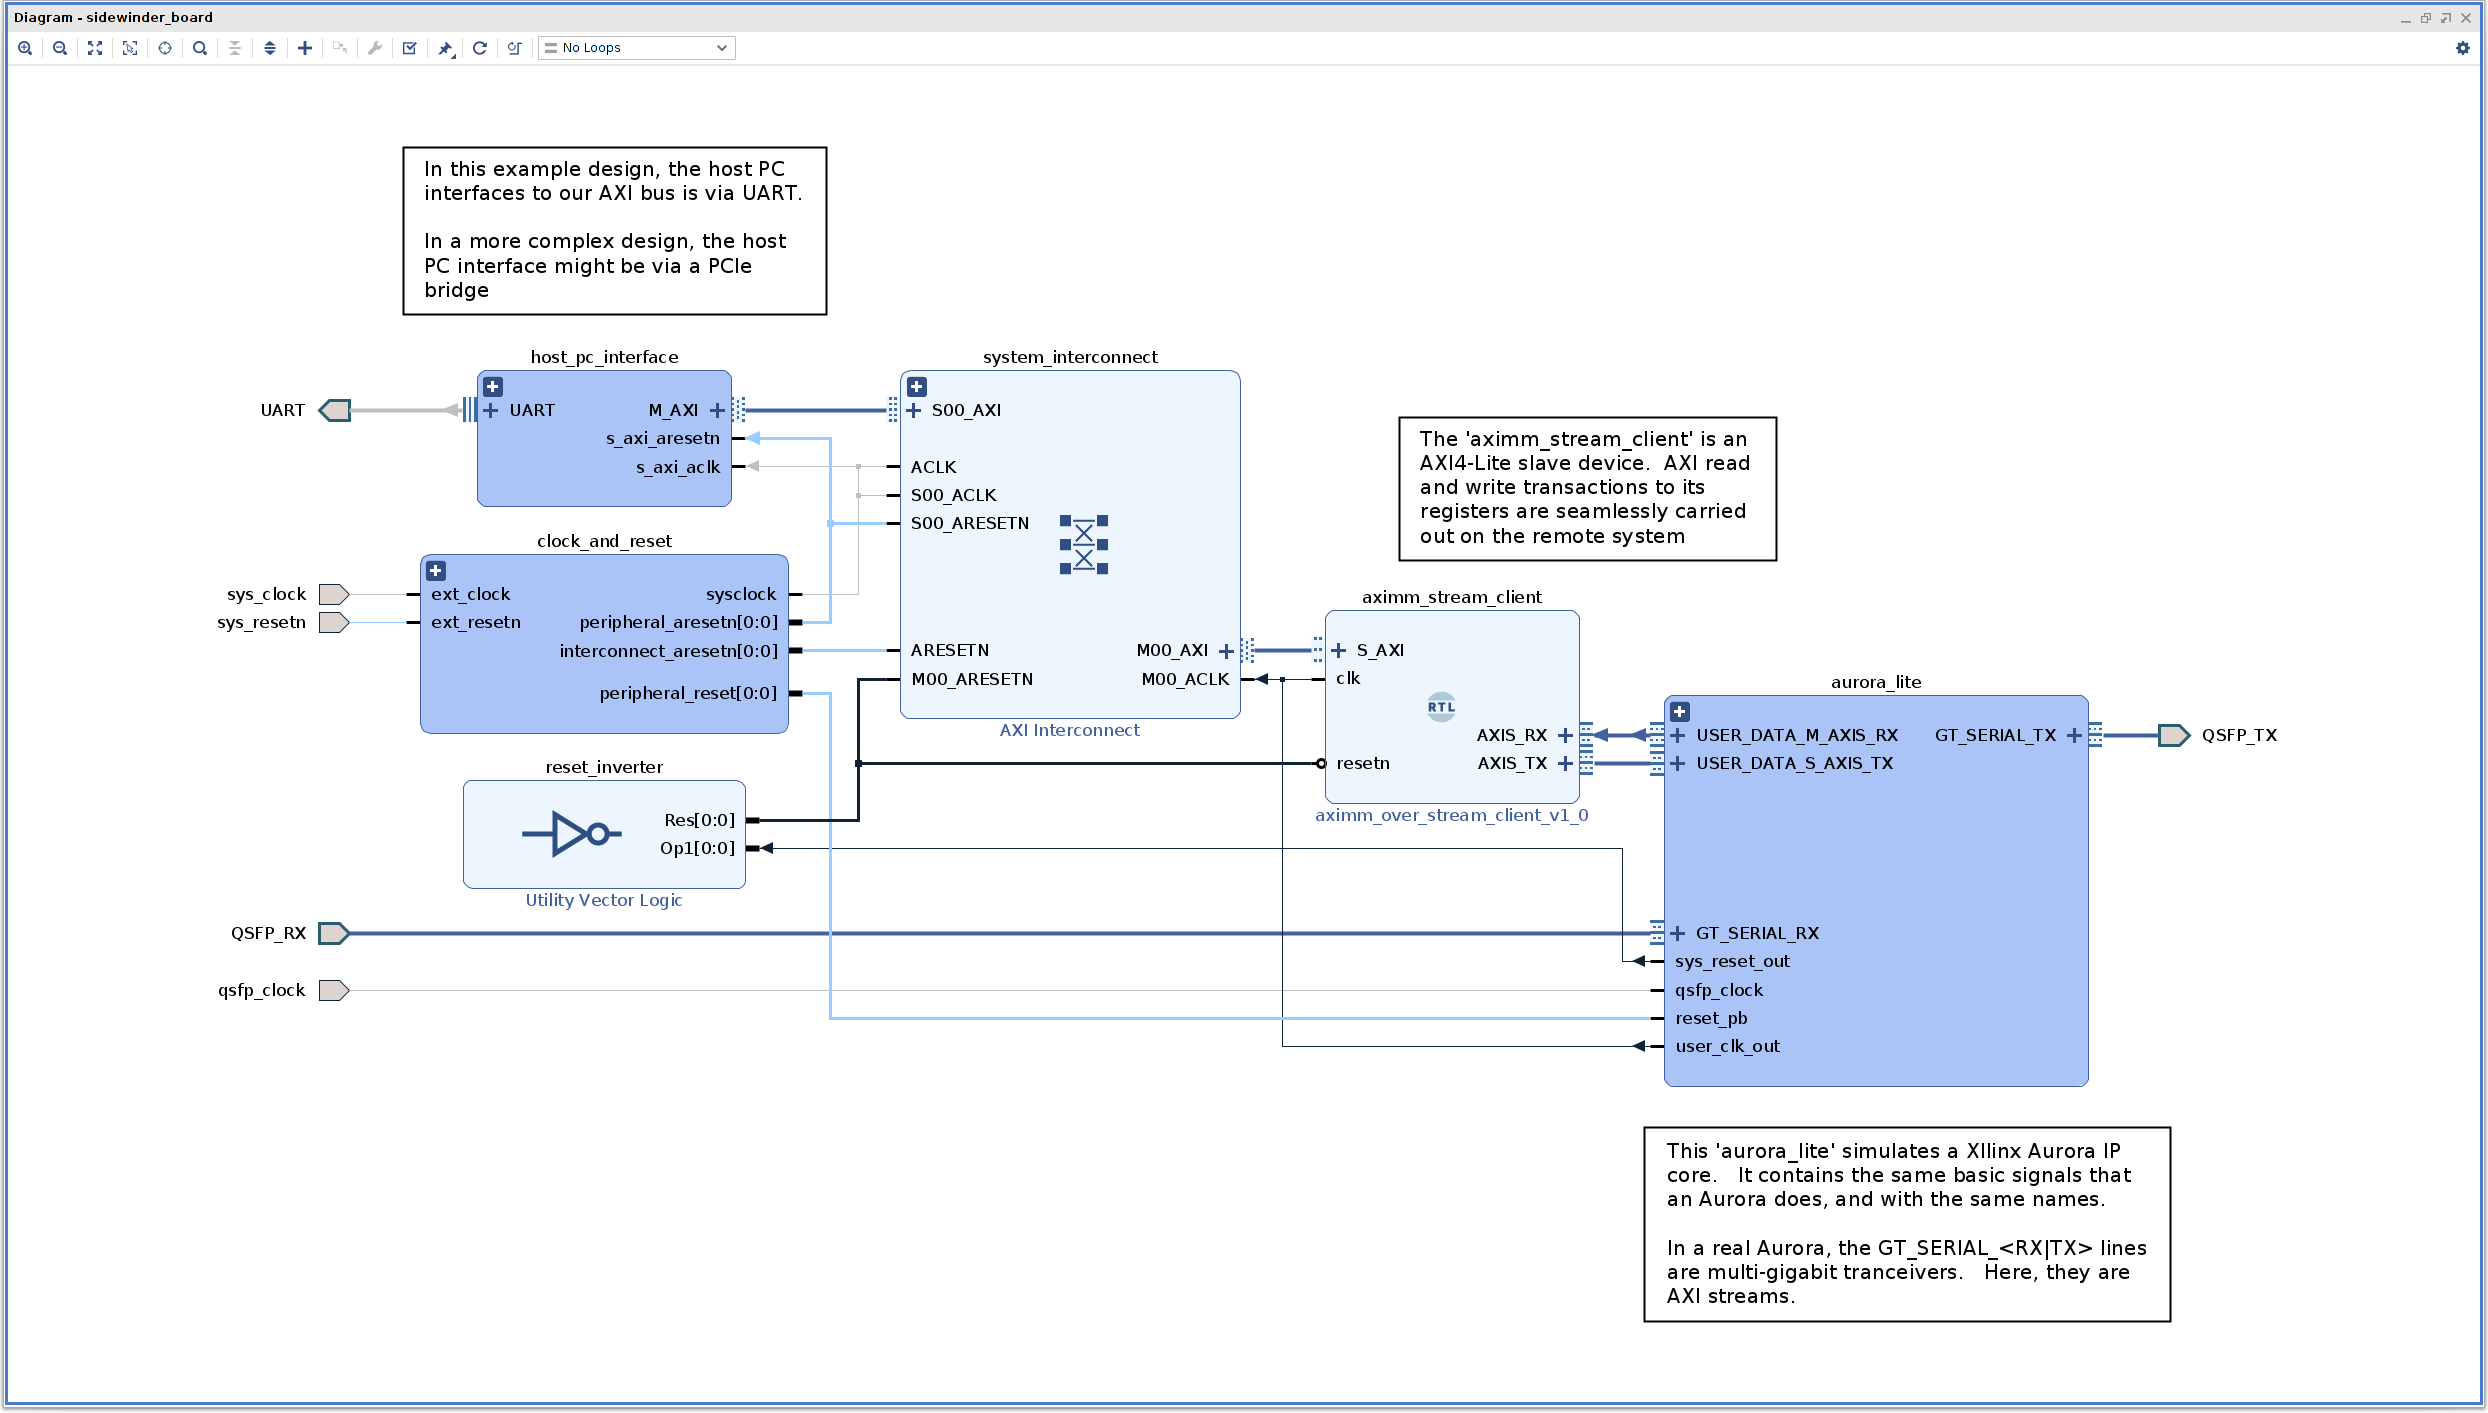 Diagram - sidewinder_board
No Loops
In this example design, the host PC
interfaces to our AXI bus is via UART.
In a more complex design, the host
PC interface might be via a PCIe
bridge
host_pc_interface
UART
UART
M_AXI
s_axi_aresetn
s_axi_aclk
clock_and_reset
sys_clock
sys_resetn
ext_clock
ext_resetn
sysclock
peripheral_aresetn[0:0]
interconnect_aresetn[0:0]
peripheral_reset[0:0]
reset_inverter
Res[0:0]
Op1[0:0]
Utility Vector Logic
QSFP_RX
qsfp_clock
system_interconnect
S00_AXI
ACLK
S00_ACLK
S00_ARESETN
ARESETN
M00_ARESETN
M00_AXI
M00_ACLK
AXI Interconnect
The 'aximm_stream_client' is an
AXI4-Lite slave device.  AXI read
and write transactions to its
registers are seamlessly carried
out on the remote system
aximm_stream_client
S_AXI
clk
RTL
AXIS_RX
AXIS_TX
resetn
aximm_over_stream_client_v1_0
aurora_lite
USER_DATA_M_AXIS_RX
USER_DATA_S_AXIS_TX
GT_SERIAL_TX
QSFP_TX
GT_SERIAL_RX
sys_reset_out
qsfp_clock
reset_pb
user_clk_out
This 'aurora_lite' simulates a XIlinx Aurora IP
core.   It contains the same basic signals that
an Aurora does, and with the same names.
In a real Aurora, the GT_SERIAL_<RX|TX> lines
are multi-gigabit tranceivers.   Here, they are
AXI streams.